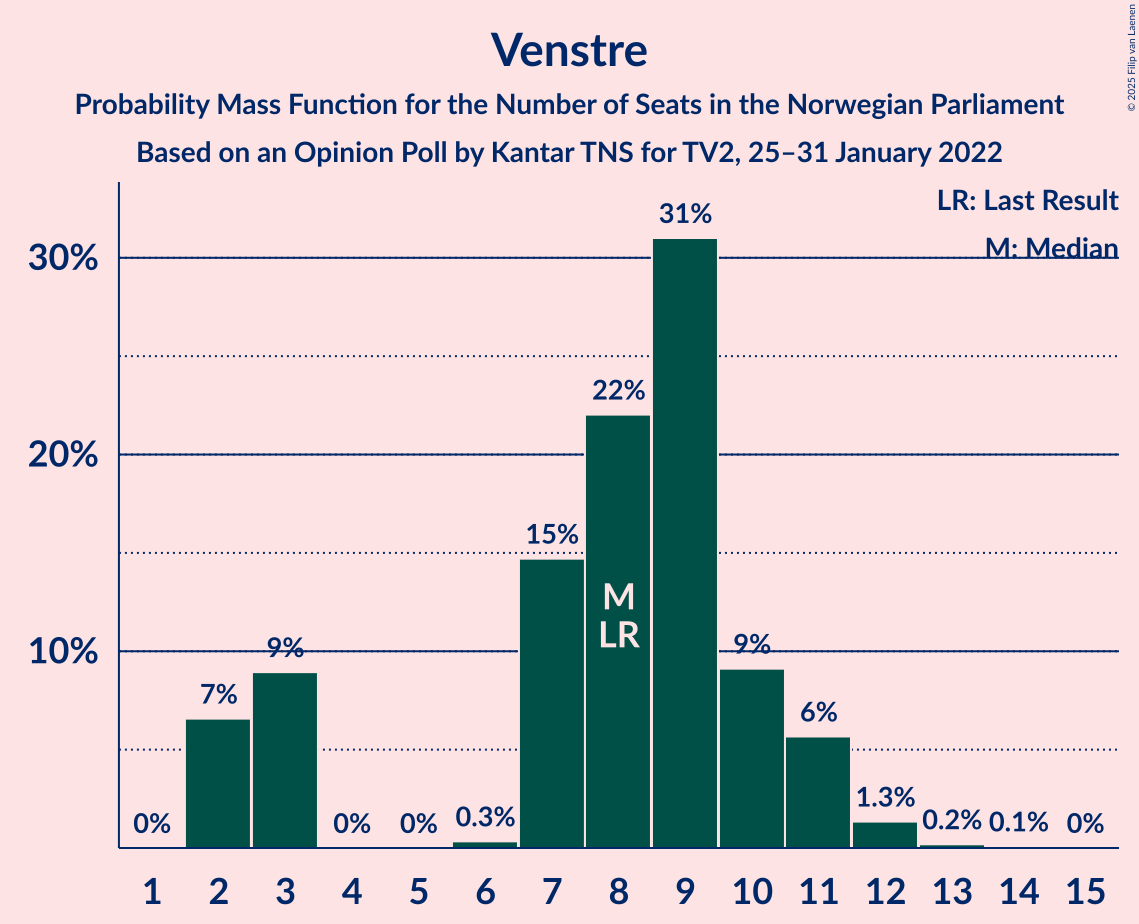 Venstre
Probability Mass Function for the Number of Seats in the Norwegian Parliament
Based on an Opinion Poll by Kantar TNS for TV2, 25–31 January 2022
© 2025 Filip van Laenen
LR: Last Result
M: Median
30%
20%
10%
0%
7%
9%
0%
0%
0.3%
15%
22%
31%
9%
6%
1.3%
0.2%
0.1%
0%
M
LR
1 2 3 4 5 6 7 8 9 10 11 12 13 14 15